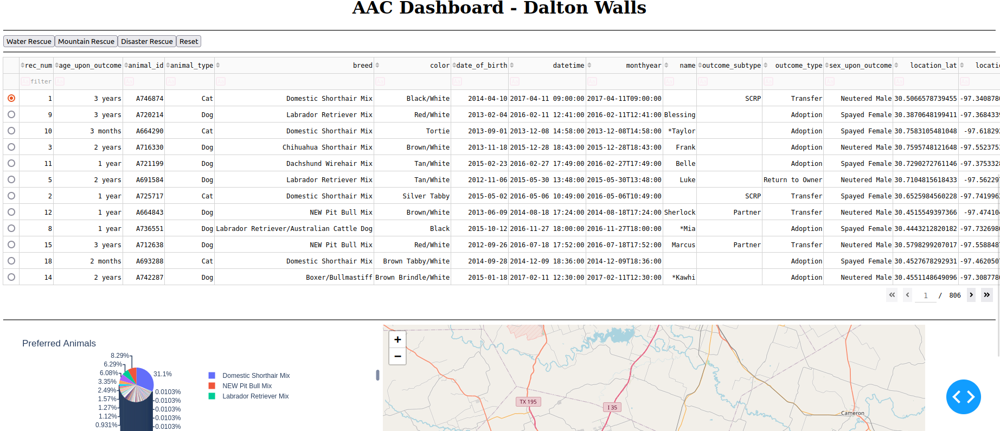 AAC Dashboard - Dalton Walls
Water Rescue Mountain Rescue Disaster Rescue Reset
rec_num age_upon_outcome animal_id animal_type breed color date_of_birth datetime monthyear name outcome_subtype outcome_type sex_upon_outcome location_lat locatio
filter
1 3 years A746874 Cat Domestic Shorthair Mix Black/White 2014-04-10 2017-04-11 09:00:00 2017-04-11T09:00:00 SCRP Transfer Neutered Male 30.5066578739455 -97.3408780
9 3 years A720214 Dog Labrador Retriever Mix Red/White 2013-02-04 2016-02-11 12:41:00 2016-02-11T12:41:00 Blessing Adoption Spayed Female 30.3870648199411 -97.3684339
10 3 months A664290 Cat Domestic Shorthair Mix Tortie 2013-09-01 2013-12-08 14:58:00 2013-12-08T14:58:00 *Taylor Adoption Spayed Female 30.7583105481048 -97.618292
3 2 years A716330 Dog Chihuahua Shorthair Mix Brown/White 2013-11-18 2015-12-28 18:43:00 2015-12-28T18:43:00 Frank Adoption Neutered Male 30.7595748121648 -97.5523753
11 1 year A721199 Dog Dachshund Wirehair Mix Tan/White 2015-02-23 2016-02-27 17:49:00 2016-02-27T17:49:00 Belle Adoption Spayed Female 30.7290272761146 -97.3753328
5 2 years A691584 Dog Labrador Retriever Mix Tan/White 2012-11-06 2015-05-30 13:48:00 2015-05-30T13:48:00 Luke Return to Owner Neutered Male 30.7104815618433 -97.56229
2 1 year A725717 Cat Domestic Shorthair Mix Silver Tabby 2015-05-02 2016-05-06 10:49:00 2016-05-06T10:49:00 SCRP Transfer Spayed Female 30.6525984560228 -97.7419963
12 1 year A664843 Dog NEW Pit Bull Mix Brown/White 2013-06-09 2014-08-18 17:24:00 2014-08-18T17:24:00 Sherlock Partner Transfer Neutered Male 30.4515549397366 -97.47410
8 1 year A736551 Dog Labrador Retriever/Australian Cattle Dog Black 2015-10-12 2016-11-27 18:00:00 2016-11-27T18:00:00 *Mia Adoption Spayed Female 30.4443212820182 -97.7326980
15 3 years A712638 Dog NEW Pit Bull Mix Red/White 2012-09-26 2016-07-18 17:52:00 2016-07-18T17:52:00 Marcus Partner Transfer Neutered Male 30.5798299207017 -97.558848
18 2 months A693288 Cat Domestic Shorthair Mix Brown Tabby/White 2014-09-28 2014-12-09 18:36:00 2014-12-09T18:36:00 Adoption Spayed Female 30.4527678292931 -97.4620507
14 2 years A742287 Dog Boxer/Bullmastiff Brown Brindle/White 2015-01-18 2017-02-11 12:30:00 2017-02-11T12:30:00 *Kawhi Adoption Neutered Male 30.4551148649096 -97.3087780
1 / 806
Preferred Animals
8.29%
6.29%
6.08%
3.35%
2.49%
1.57%
1.27%
1.12%
0.931%
31.1%
0.0103%
0.0103%
0.0103%
0.0103%
0.0103%
Domestic Shorthair Mix
NEW Pit Bull Mix
Labrador Retriever Mix
+
−
TX 195
I 35
Cameron